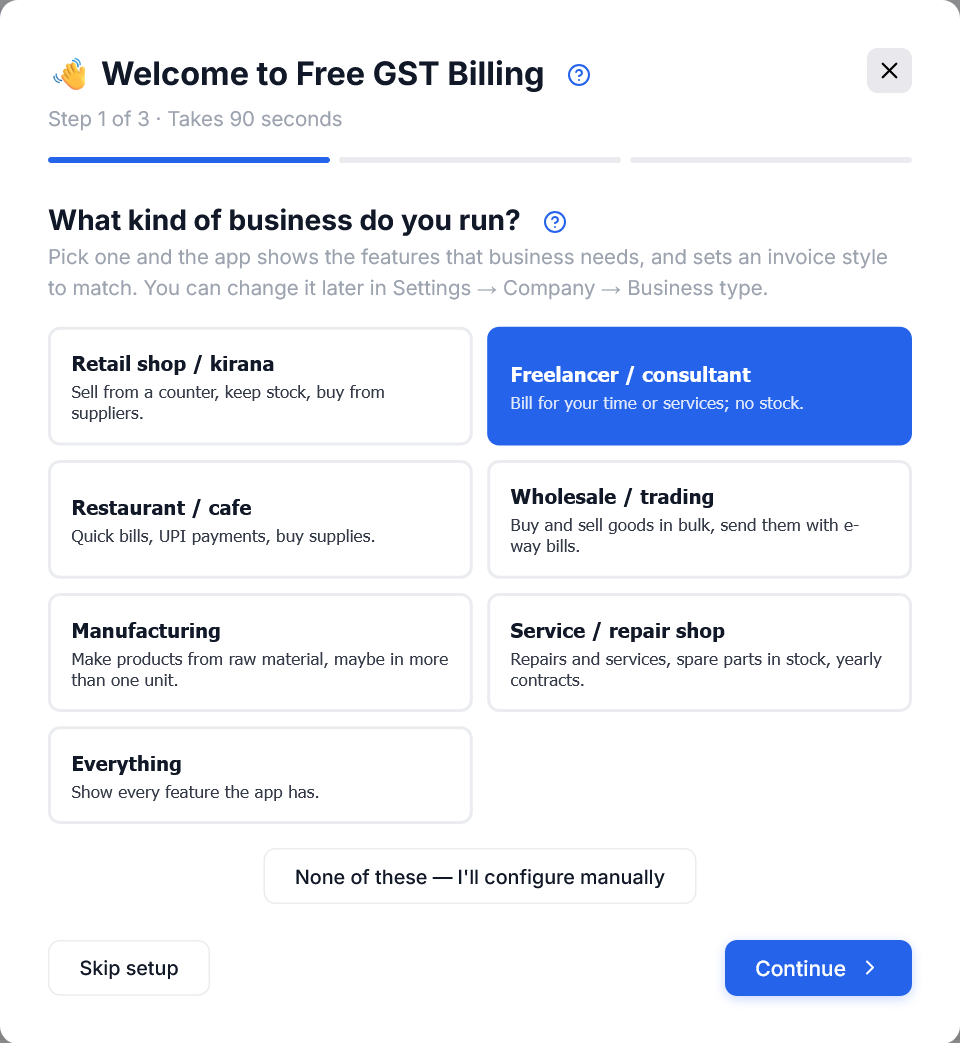 👋 Welcome to Free GST Billing
Step 1 of 3 · Takes 90 seconds
What kind of business do you run?
Pick one and the app shows the features that business needs, and sets an invoice style
to match. You can change it later in Settings → Company → Business type.
Retail shop / kirana
Sell from a counter, keep stock, buy from
suppliers.
Freelancer / consultant
Bill for your time or services; no stock.
Restaurant / cafe
Quick bills, UPI payments, buy supplies.
Wholesale / trading
Buy and sell goods in bulk, send them with e-
way bills.
Manufacturing
Make products from raw material, maybe in more
than one unit.
Service / repair shop
Repairs and services, spare parts in stock, yearly
contracts.
Everything
Show every feature the app has.
None of these — I'll configure manually
Skip setup
Continue